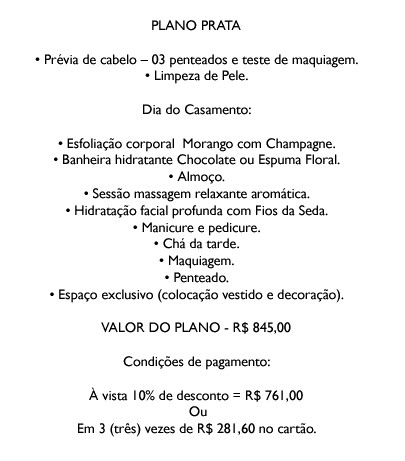 PLANO PRATA
• Prévia de cabelo – 03 penteados e teste de maquiagem.
• Limpeza de Pele.
Dia do Casamento:
• Esfoliação corporal  Morango com Champagne.
• Banheira hidratante Chocolate ou Espuma Floral.
• Almoço.
• Sessão massagem relaxante aromática.
• Hidratação facial profunda com Fios da Seda.
• Manicure e pedicure.
• Chá da tarde.
• Maquiagem.
• Penteado.
• Espaço exclusivo (colocação vestido e decoração).
VALOR DO PLANO - R$ 845,00
Condições de pagamento:
À vista 10% de desconto = R$ 761,00
Ou
Em 3 (três) vezes de R$ 281,60 no cartão.